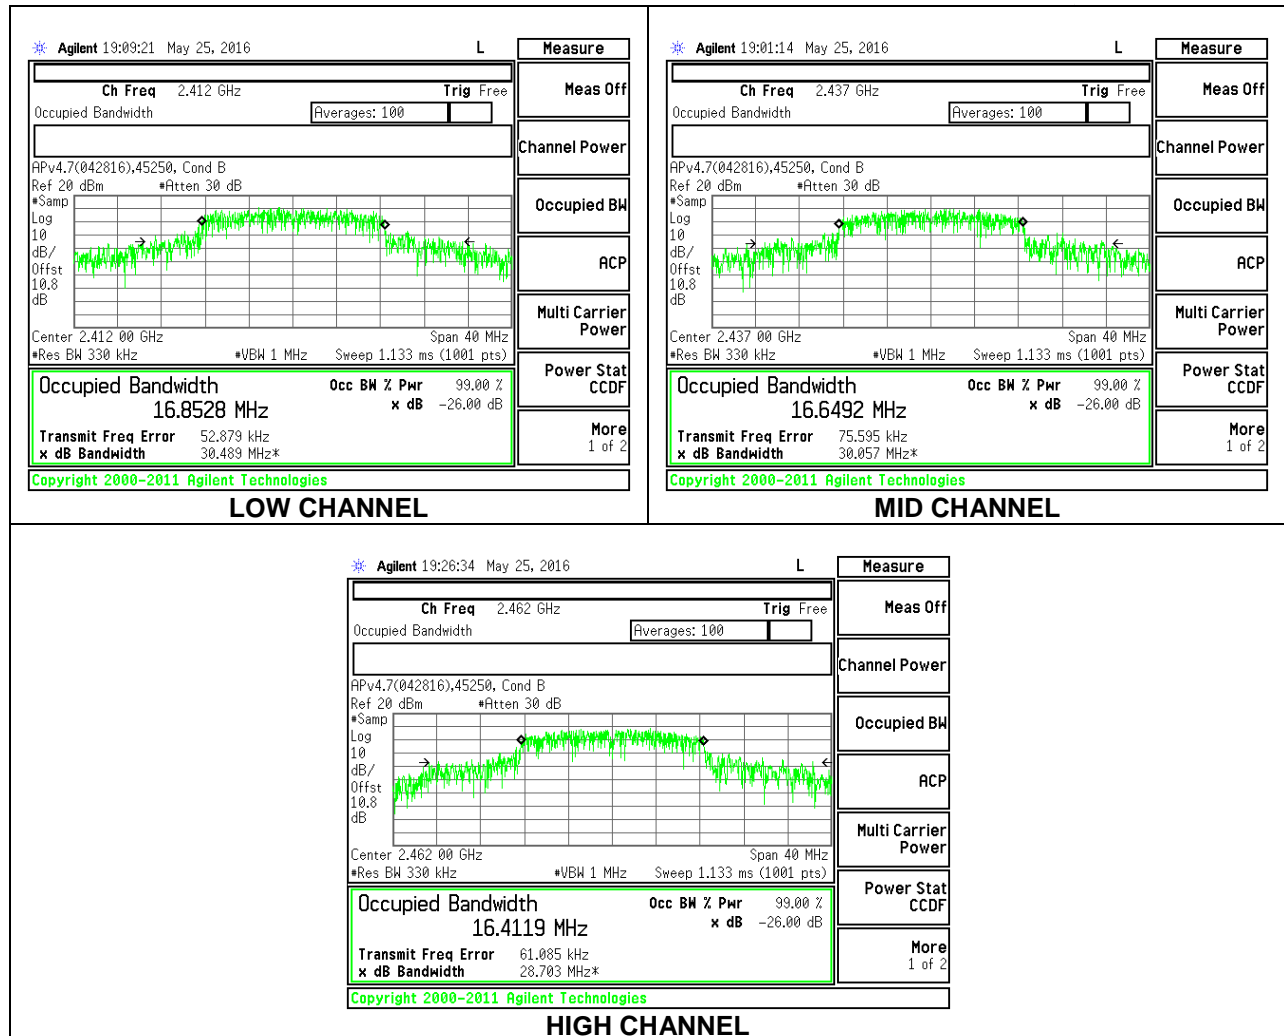 Agilent 19:09:21 May 25, 2016 L Measure
Ch Freq 2.412 GHz Trig Free Meas Off
Occupied Bandwidth Averages: 100
Channel Power
APv4.7(042816),45250, Cond B
Ref 20 dBm #Atten 30 dB
#Samp Occupied BW
Log
10
dB/ ACP
Offst
10.8
dB Multi Carrier
Power
Center 2.412 00 GHz Span 40 MHz
#Res BW 330 kHz #VBW 1 MHz Sweep 1.133 ms (1001 pts)
Power Stat
CCDF
Occupied Bandwidth Occ BW % Pwr 99.00 %
16.8528 MHz x dB -26.00 dB
More
1 of 2
Transmit Freq Error 52.879 kHz
x dB Bandwidth 30.489 MHz*
Copyright 2000-2011 Agilent Technologies
LOW CHANNEL
Agilent 19:01:14 May 25, 2016 L Measure
Ch Freq 2.437 GHz Trig Free Meas Off
Occupied Bandwidth Averages: 100
Channel Power
APv4.7(042816),45250, Cond B
Ref 20 dBm #Atten 30 dB
#Samp Occupied BW
Log
10
dB/ ACP
Offst
10.8
dB Multi Carrier
Power
Center 2.437 00 GHz Span 40 MHz
#Res BW 330 kHz #VBW 1 MHz Sweep 1.133 ms (1001 pts)
Power Stat
CCDF
Occupied Bandwidth Occ BW % Pwr 99.00 %
16.6492 MHz x dB -26.00 dB
More
1 of 2
Transmit Freq Error 75.595 kHz
x dB Bandwidth 30.057 MHz*
Copyright 2000-2011 Agilent Technologies
MID CHANNEL
Agilent 19:26:34 May 25, 2016 L Measure
Ch Freq 2.462 GHz Trig Free Meas Off
Occupied Bandwidth Averages: 100
Channel Power
APv4.7(042816),45250, Cond B
Ref 20 dBm #Atten 30 dB
#Samp Occupied BW
Log
10
dB/ ACP
Offst
10.8
dB Multi Carrier
Power
Center 2.462 00 GHz Span 40 MHz
#Res BW 330 kHz #VBW 1 MHz Sweep 1.133 ms (1001 pts)
Power Stat
CCDF
Occupied Bandwidth Occ BW % Pwr 99.00 %
16.4119 MHz x dB -26.00 dB
More
1 of 2
Transmit Freq Error 61.085 kHz
x dB Bandwidth 28.703 MHz*
Copyright 2000-2011 Agilent Technologies
HIGH CHANNEL